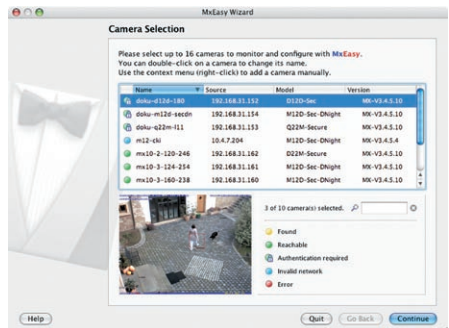 MxEasy Wizard
Camera Selection
Please select up to 16 cameras to monitor and configure with MxEasy.
You can double-click on a camera to change its name.
Use the context menu (right-click) to add a camera manually.
Name Source Model Version
doku-d12d-180 192.168.31.152 D12D-Sec MX-V3.4.5.10
doku-m12d-secdn 192.168.31.154 M12D-Sec-DNight MX-V3.4.5.10
doku-q22m-l11 192.168.31.153 Q22M-Secure MX-V3.4.5.10
m12-cki 10.4.7.204 M12D-Sec-DNight MX-V3.4.5.4
mx10-2-120-246 192.168.31.162 D22M-Secure MX-V3.4.5.10
mx10-3-124-254 192.168.31.161 M12D-Sec-DNight MX-V3.4.5.10
mx10-3-160-238 192.168.31.160 M12D-Sec-DNight MX-V3.4.5.10
3 of 10 camera(s) selected.
Found
Reachable
Authentication required
Invalid network
Error
Help Quit Go Back Continue